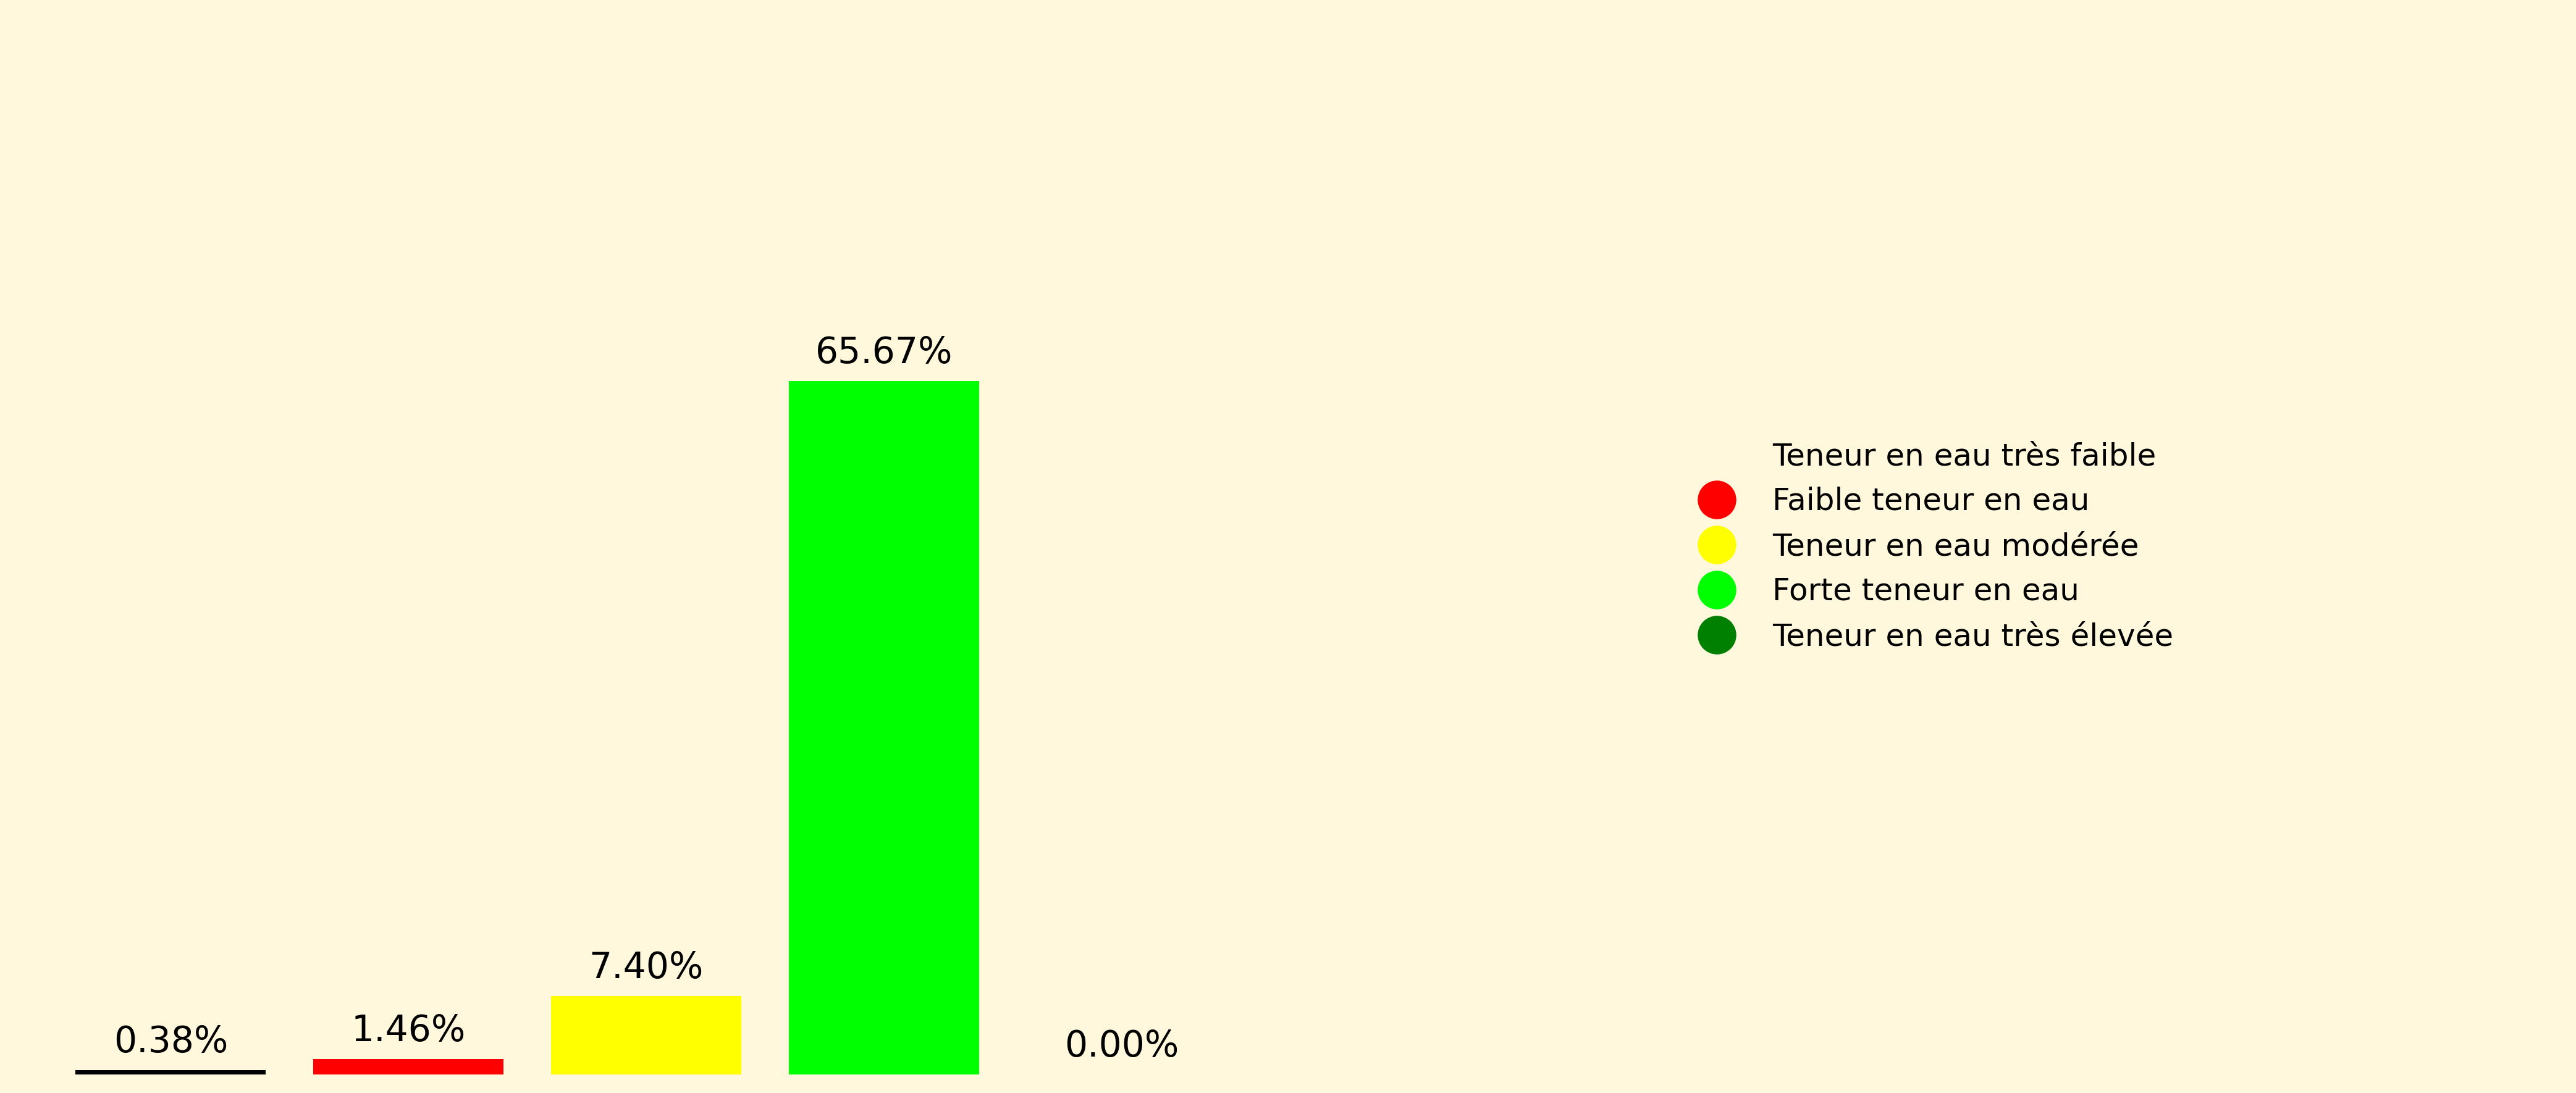 65.67%
7.40%
1.46%
0.38%
0.00%
Teneur en eau très faible
Faible teneur en eau
Teneur en eau modérée
Forte teneur en eau
Teneur en eau très élevée